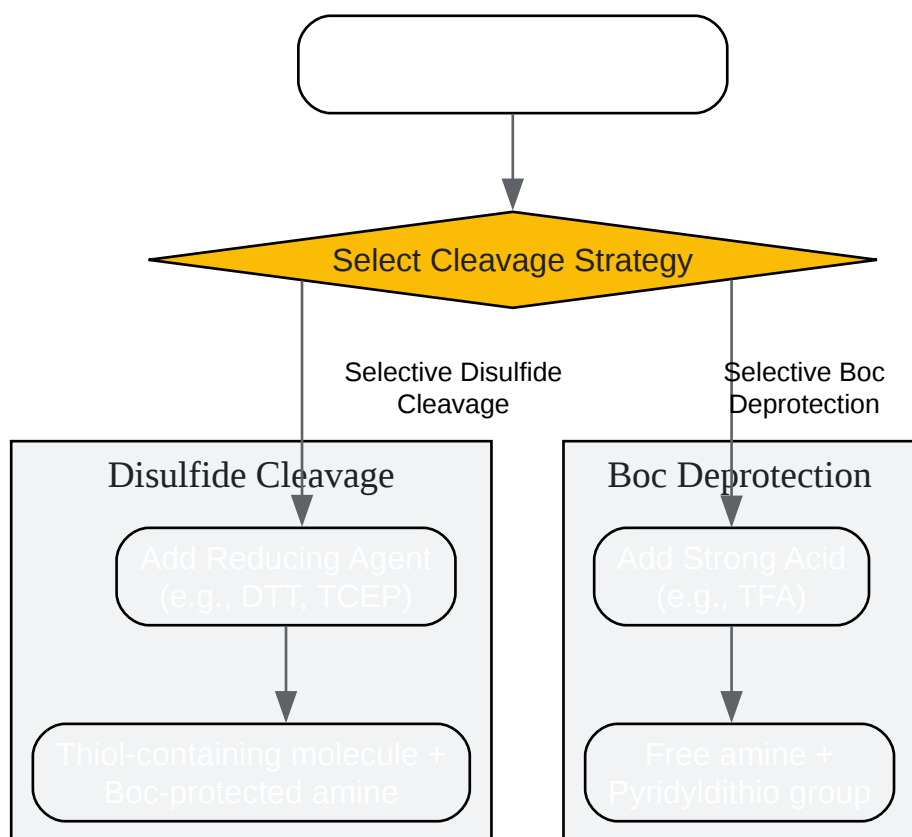 Select Cleavage Strategy
Selective Disulfide
Cleavage
Selective Boc
Deprotection
Disulfide Cleavage
Add Reducing Agent
(e.g., DTT, TCEP)
Thiol-containing molecule +
Boc-protected amine
Boc Deprotection
Add Strong Acid
(e.g., TFA)
Free amine +
Pyridyldithio group